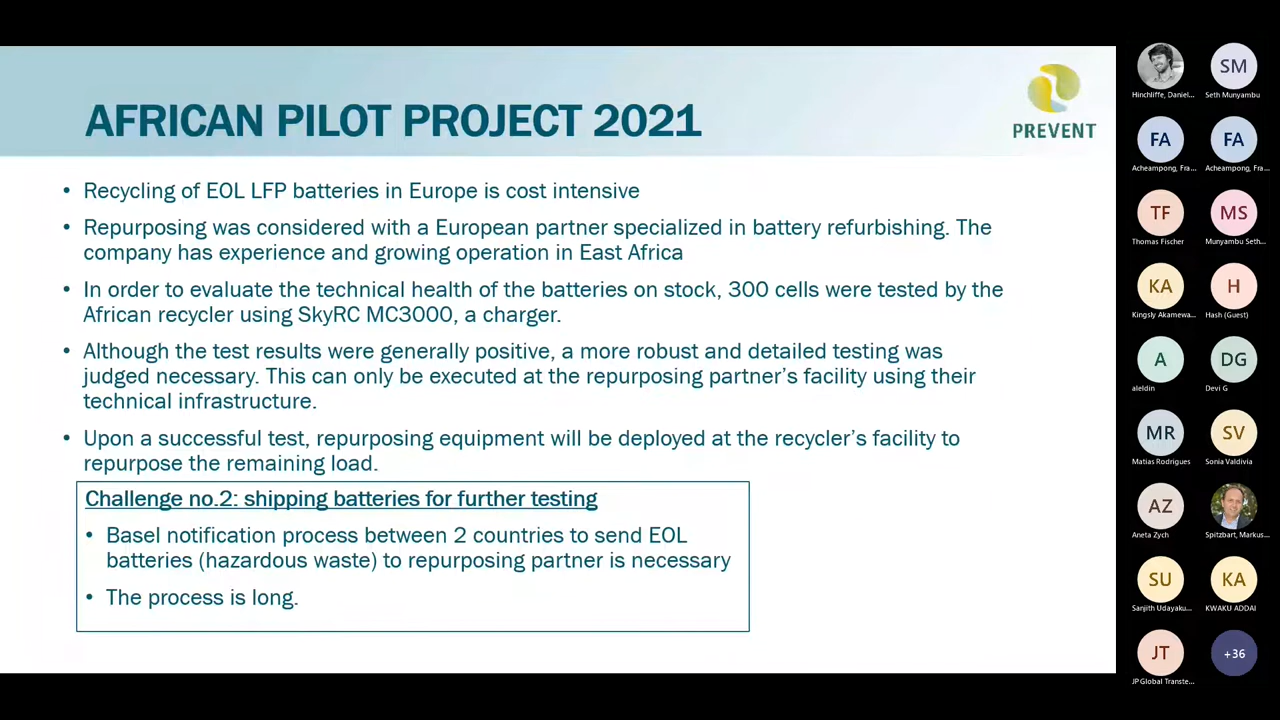 AFRICAN PILOT PROJECT 2021
PREVENT
• Recycling of EOL LFP batteries in Europe is cost intensive
• Repurposing was considered with a European partner specialized in battery refurbishing. The
company has experience and growing operation in East Africa
• In order to evaluate the technical health of the batteries on stock, 300 cells were tested by the
African recycler using SkyRC MC3000, a charger.
• Although the test results were generally positive, a more robust and detailed testing was
judged necessary. This can only be executed at the repurposing partner's facility using their
technical infrastructure.
• Upon a successful test, repurposing equipment will be deployed at the recycler's facility to
repurpose the remaining load.
Challenge no.2: shipping batteries for further testing
• Basel notification process between 2 countries to send EOL
batteries (hazardous waste) to repurposing partner is necessary
• The process is long.
Hinchliffe, Daniel...
SM
Seth Munyambu
FA
Acheampong, Fra...
FA
Acheampong, Fra...
TF
Thomas Fischer
MS
Munyambu Seth...
KA
Kingsly Akamewa...
H
Hash (Guest)
A
aleldin
DG
Devi G
MR
Matias Rodrigues
SV
Sonia Valdivia
AZ
Aneta Zych
Spitzbart, Markus...
SU
Sanjith Udayaku...
KA
KWAKU ADDAI
JT
JP Global Transte...
+36